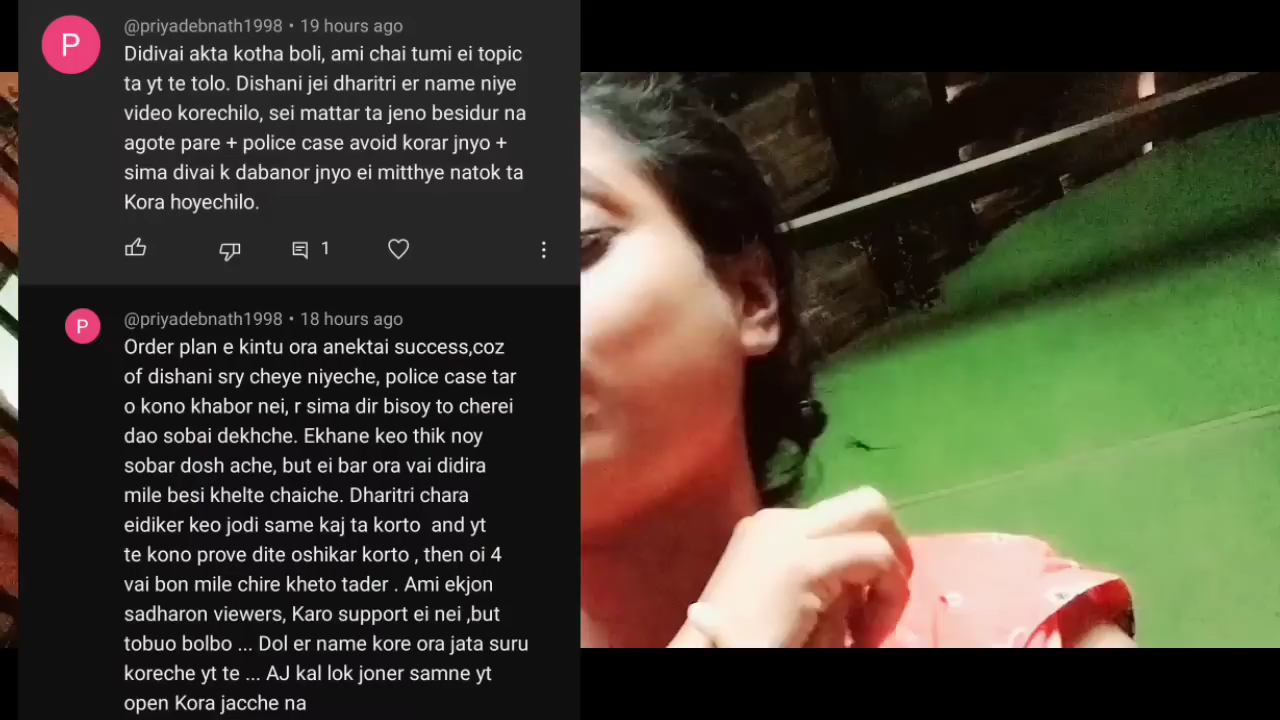 P
@priyadebnath1998 • 19 hours ago
Didivai akta kotha boli, ami chai tumi ei topic
ta yt te tolo. Dishani jei dharitri er name niye
video korechilo, sei mattar ta jeno besidur na
agote pare + police case avoid korar jnyo +
sima divai k dabanor jnyo ei mitthye natok ta
Kora hoyechilo.
1
P
@priyadebnath1998 • 18 hours ago
Order plan e kintu ora anektai success,coz
of dishani sry cheye niyeche, police case tar
o kono khabor nei, r sima dir bisoy to cherei
dao sobai dekhche. Ekhane keo thik noy
sobar dosh ache, but ei bar ora vai didira
mile besi khelte chaiche. Dharitri chara
eidiker keo jodi same kaj ta korto and yt
te kono prove dite oshikar korto , then oi 4
vai bon mile chire kheto tader . Ami ekjon
sadharon viewers, Karo support ei nei ,but
tobuo bolbo ... Dol er name kore ora jata suru
koreche yt te ... AJ kal lok joner samne yt
open Kora jacche na